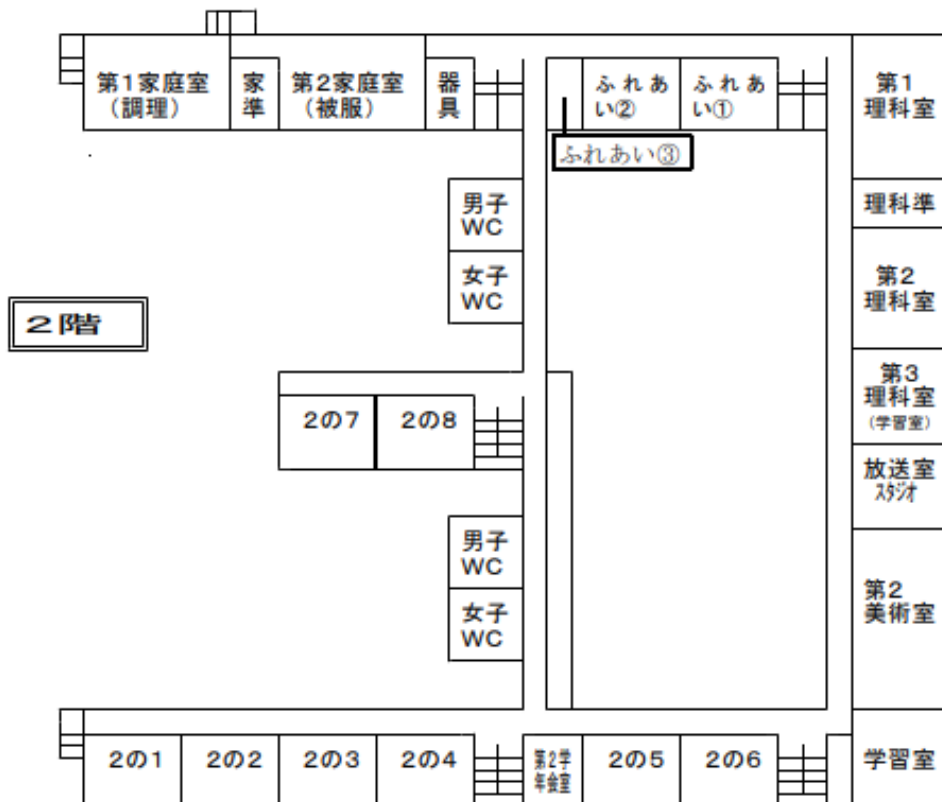 第1家庭室
(調理)
家
準
第2家庭室
(被服)
器
具
ふれあ
い②
ふれあ
い①
第1
理科室
ふれあい③
男子
WC
理科準
女子
WC
第2
理科室
2階
第3
理科室
(学習室)
2の7
2の8
放送室
スタジオ
男子
WC
第2
美術室
女子
WC
2の1
2の2
2の3
2の4
第2学
年会室
2の5
2の6
学習室